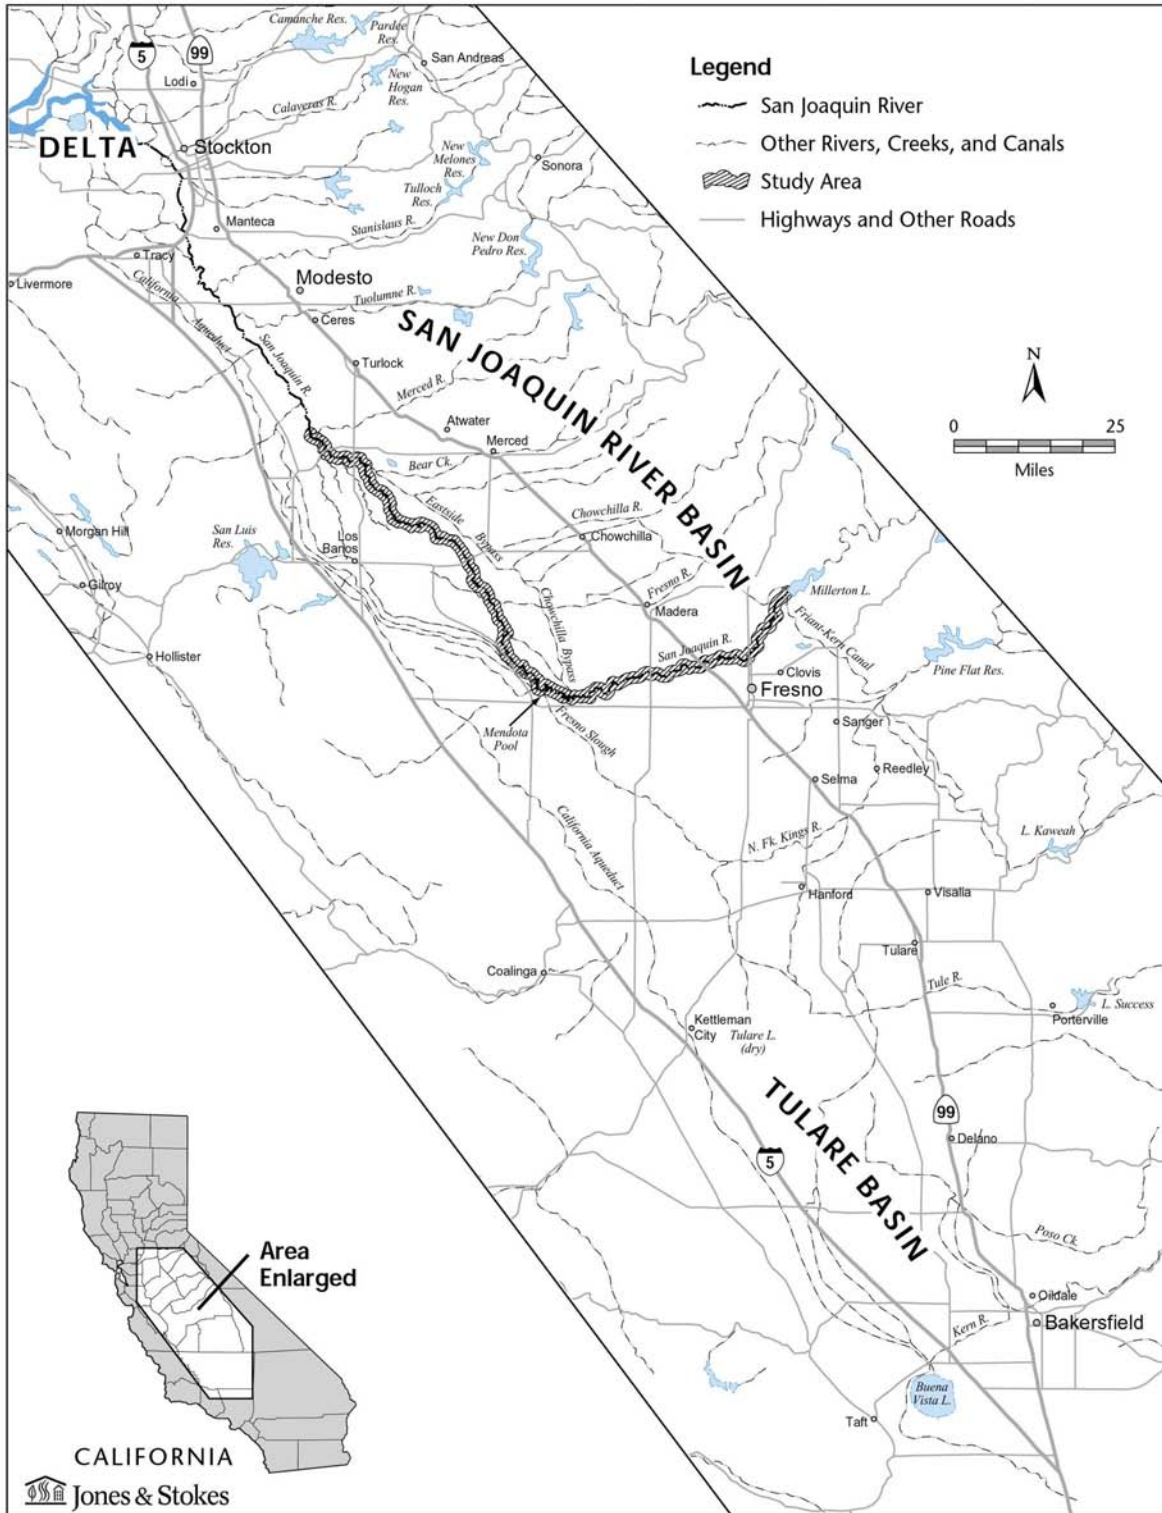 Camanche Res.
Pardee
Res.
5
99
San Andreas
Lodi
New
Hogan
Res.
Calaveras R.
DELTA
Stockton
New
Melones
Res.
Sonora
Tulloch
Res.
Manteca
Stanislaus R.
New Don
Pedro Res.
Tracy
Livermore
California
Aqueduct
Modesto
Tuolumne R.
Ceres
San Joaquin R.
Turlock
Merced R.
SAN JOAQUIN RIVER BASIN
Atwater
Merced
Bear Ck.
Eastside
Bypass
Chowchilla R.
Chowchilla
Morgan Hill
San Luis
Res.
Los
Banos
Gilroy
Chowchilla Bypass
Fresno R.
Madera
Millerton L.
Hollister
San Joaquin R.
Friant-Kern Canal
Clovis
Pine Flat Res.
Fresno
Mendota
Pool
Fresno Slough
Sanger
Reedley
Selma
California Aqueduct
N. Fk. Kings R.
L. Kaweah
Hanford
Visalia
Tulare
Coalinga
Tule R.
L. Success
Porterville
Kettleman
City
Tulare L.
(dry)
TULARE BASIN
99
Delano
5
Poso Ck.
Oildale
Bakersfield
Kern R.
Buena
Vista L.
Taft
Legend
San Joaquin River
Other Rivers, Creeks, and Canals
Study Area
Highways and Other Roads
N
0 25
Miles
Area
Enlarged
CALIFORNIA
Jones & Stokes